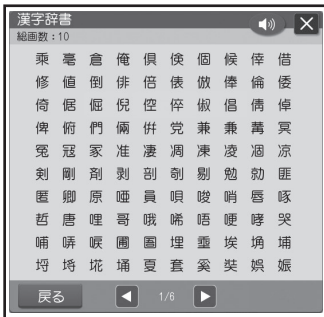 漢字辞書
総画数：10
乘 毫 倉 俺 倶 倏 個 候 倖 借
修 値 倒 俳 倍 俵 倣 俸 倫 倭
倚 倨 倔 倪 倥 倅 俶 倡 倩 倬
俾 俯 們 倆 倂 党 兼 冓 冥
冤 冦 冢 准 凄 凋 凍 凌 凅 凉
剣 剛 剤 剥 剖 剞 剔 勉 勍 匪
匿 卿 原 唖 員 唄 唆 哨 唇 啄
哲 唐 哩 哥 哦 唏 唔 哽 哮 哭
哺 哢 唳 圃 圄 埋 埀 埃 埆 埔
埒 夏 套 奚 奘 娯 娠
戻る
1/6